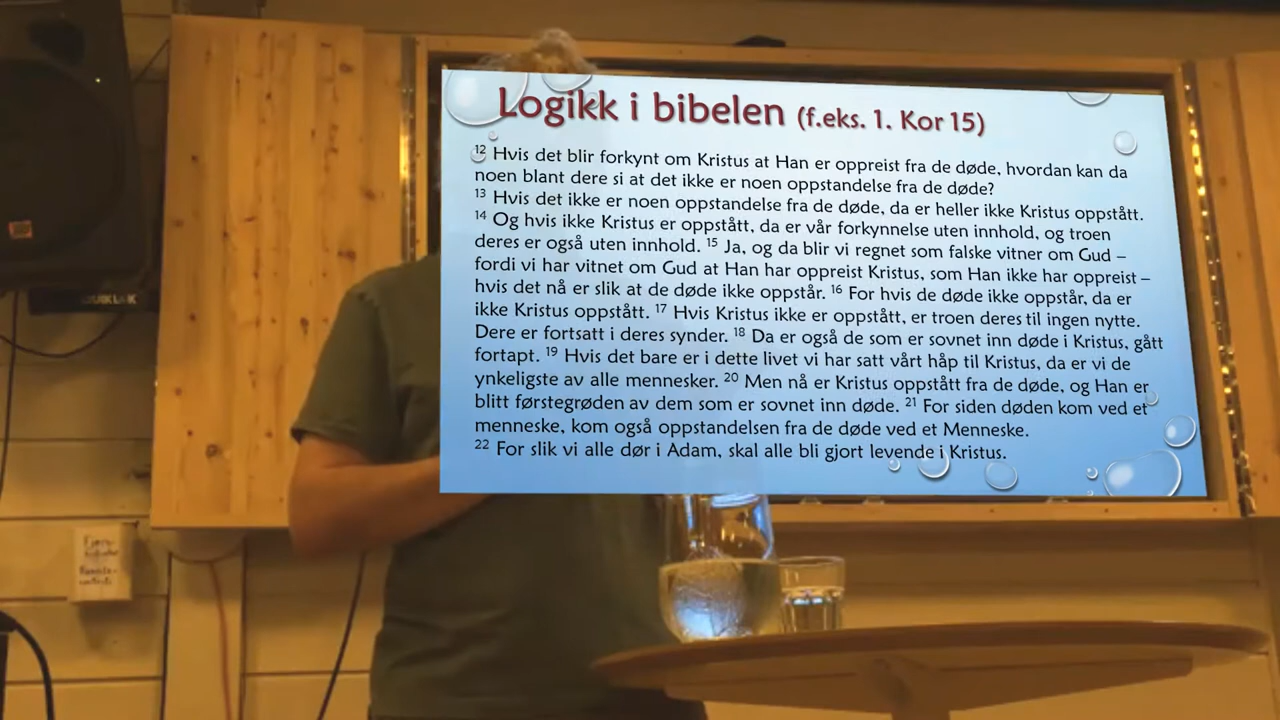 Logikk i bibelen (f.eks. 1. Kor 15)
12 Hvis det blir forkynt om Kristus at Han er oppreist fra de døde, hvordan kan da
noen blant dere si at det ikke er noen oppstandelse fra de døde?
13 Hvis det ikke er noen oppstandelse fra de døde, da er heller ikke Kristus oppstått.
14 Og hvis ikke Kristus er oppstått, da er vår forkynnelse uten innhold, og troen
deres er også uten innhold. 15 Ja, og da blir vi regnet som falske vitner om Gud –
fordi vi har vitnet om Gud at Han har oppreist Kristus, som Han ikke har oppreist –
hvis det nå er slik at de døde ikke oppstår. 16 For hvis de døde ikke oppstår, da er
ikke Kristus oppstått. 17 Hvis Kristus ikke er oppstått, er troen deres til ingen nytte.
Dere er fortsatt i deres synder. 18 Da er også de som er sovnet inn døde i Kristus, gått
fortapt. 19 Hvis det bare er i dette livet vi har satt vårt håp til Kristus, da er vi de
ynkeligste av alle mennesker. 20 Men nå er Kristus oppstått fra de døde, og Han er
blitt førstegrøden av dem som er sovnet inn døde. 21 For siden døden kom ved et
menneske, kom også oppstandelsen fra de døde ved et Menneske.
22 For slik vi alle dør i Adam, skal alle bli gjort levende i Kristus.